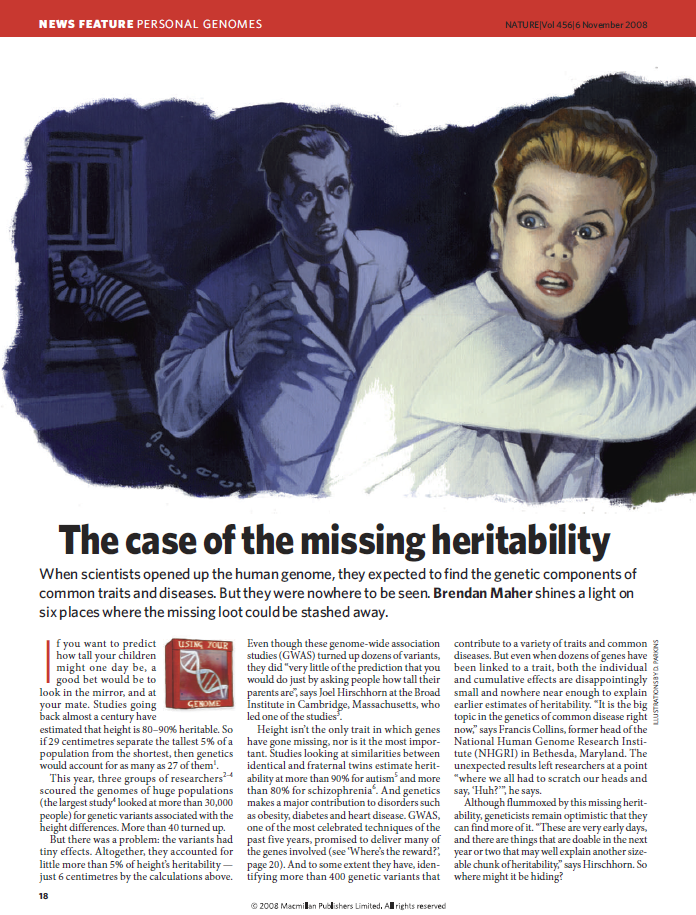 NEWS FEATURE PERSONAL GENOMES
NATURE|Vol 456|6 November 2008
The case of the missing heritability
When scientists opened up the human genome, they expected to find the genetic components of
common traits and diseases. But they were nowhere to be seen. Brendan Maher shines a light on
six places where the missing loot could be stashed away.
If you want to predict
how tall your children
might one day be, a
good bet would be to
look in the mirror, and at
your mate. Studies going
back almost a century have
estimated that height is 80–90% heritable. So
if 29 centimetres separate the tallest 5% of a
population from the shortest, then genetics
would account for as many as 27 of them1.
This year, three groups of researchers2–4
scoured the genomes of huge populations
(the largest study4 looked at more than 30,000
people) for genetic variants associated with the
height differences. More than 40 turned up.
But there was a problem: the variants had
tiny effects. Altogether, they accounted for
little more than 5% of height's heritability —
just 6 centimetres by the calculations above.
USING YOUR
GENOME
Even though these genome-wide association
studies (GWAS) turned up dozens of variants,
they did "very little of the prediction that you
would do just by asking people how tall their
parents are", says Joel Hirschhorn at the Broad
Institute in Cambridge, Massachusetts, who
led one of the studies3.
Height isn't the only trait in which genes
have gone missing, nor is it the most impor-
tant. Studies looking at similarities between
identical and fraternal twins estimate herit-
ability at more than 90% for autism5 and more
than 80% for schizophrenia6. And genetics
makes a major contribution to disorders such
as obesity, diabetes and heart disease. GWAS,
one of the most celebrated techniques of the
past five years, promised to deliver many of
the genes involved (see 'Where's the reward?',
page 20). And to some extent they have, iden-
tifying more than 400 genetic variants that
contribute to a variety of traits and common
diseases. But even when dozens of genes have
been linked to a trait, both the individual
and cumulative effects are disappointingly
small and nowhere near enough to explain
earlier estimates of heritability. "It is the big
topic in the genetics of common disease right
now," says Francis Collins, former head of the
National Human Genome Research Insti-
tute (NHGRI) in Bethesda, Maryland. The
unexpected results left researchers at a point
"where we all had to scratch our heads and
say, 'Huh?'", he says.
Although flummoxed by this missing herit-
ability, geneticists remain optimistic that they
can find more of it. "These are very early days,
and there are things that are doable in the next
year or two that may well explain another size-
able chunk of heritability," says Hirschhorn. So
where might it be hiding?
ILLUSTRATIONS BY D. PARKINS
18
© 2008 Macmillan Publishers Limited. All rights reserved